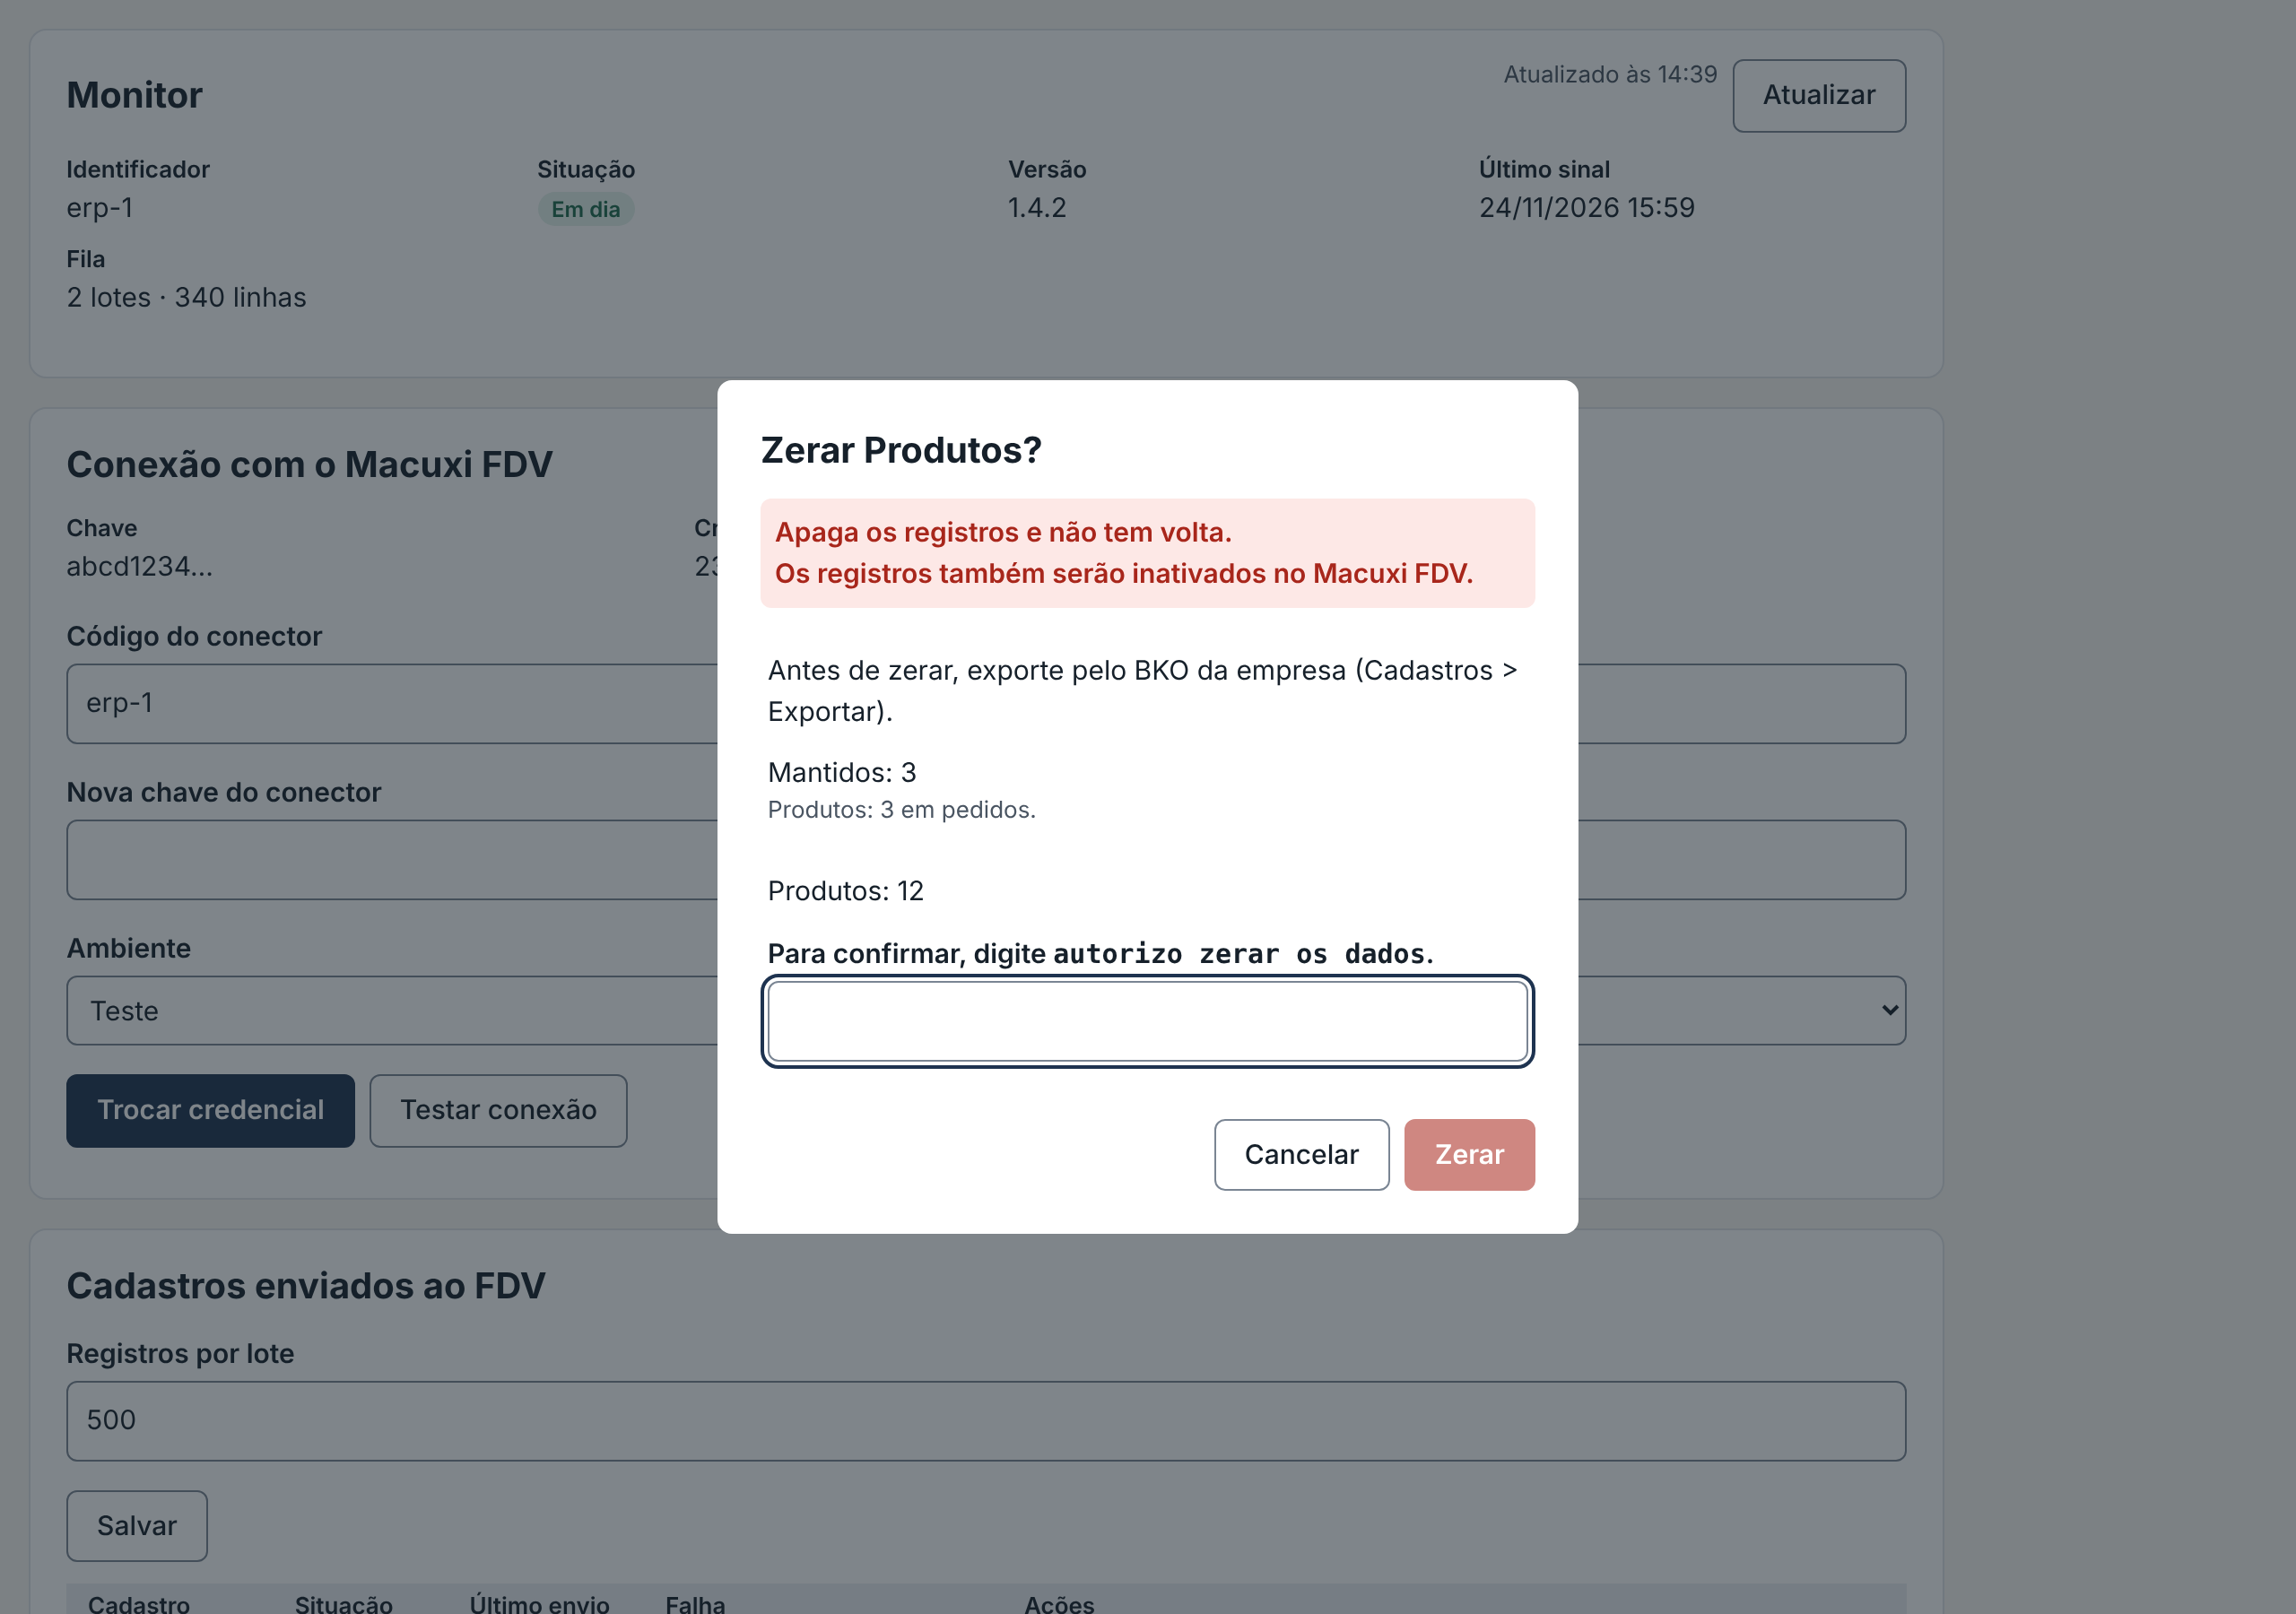 Monitor
Atualizado às 14:39
Atualizar
Identificador
erp-1
Situação
Em dia
Versão
1.4.2
Último sinal
24/11/2026 15:59
Fila
2 lotes · 340 linhas
Conexão com o Macuxi FDV
Chave
abcd1234...
Código do conector
erp-1
Nova chave do conector
Ambiente
Teste
Trocar credencial
Testar conexão
Zerar Produtos?
Apaga os registros e não tem volta.
Os registros também serão inativados no Macuxi FDV.
Antes de zerar, exporte pelo BKO da empresa (Cadastros >
Exportar).
Mantidos: 3
Produtos: 3 em pedidos.
Produtos: 12
Para confirmar, digite autorizo zerar os dados.
Cancelar
Zerar
Cadastros enviados ao FDV
Registros por lote
500
Salvar
Cadastro Situação Último envio Falha Ações